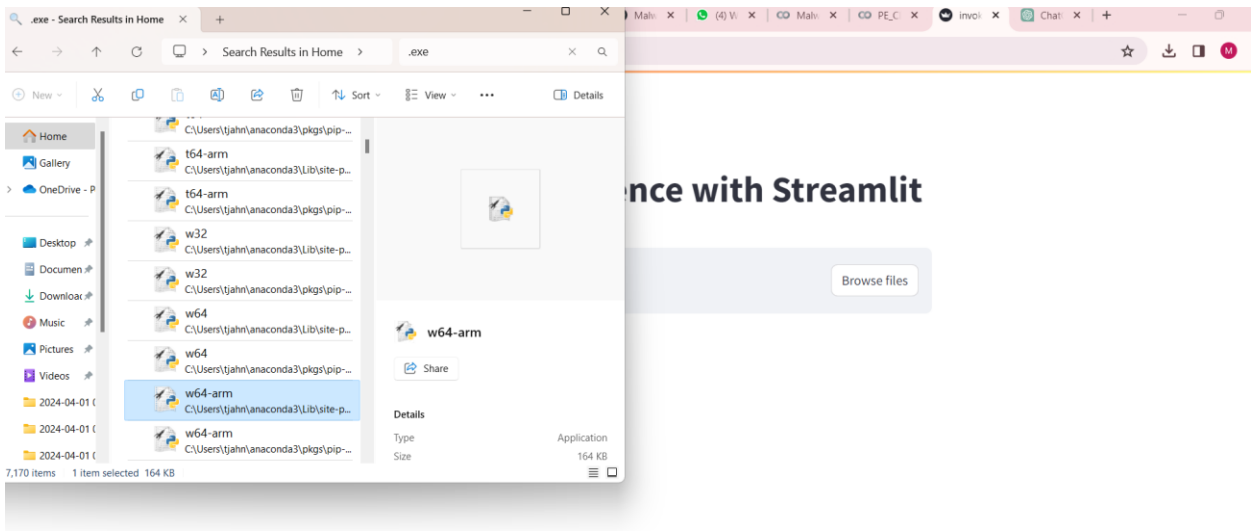 .exe - Search Results in Home
Malw
(4) W
Malw
PE_C
invok
Chat
Search Results in Home
.exe
M
New
Sort
View
Details
Home
Gallery
OneDrive - P
Desktop
Documen
Downloac
Music
Pictures
Videos
2024-04-01 (
2024-04-01 (
2024-04-01 (
C:\Users\tjahn\anaconda3\pkgs\pip-...
t64-arm
C:\Users\tjahn\anaconda3\Lib\site-p...
t64-arm
C:\Users\tjahn\anaconda3\pkgs\pip-...
w32
C:\Users\tjahn\anaconda3\Lib\site-p...
w32
C:\Users\tjahn\anaconda3\pkgs\pip-...
w64
C:\Users\tjahn\anaconda3\Lib\site-p...
w64
C:\Users\tjahn\anaconda3\pkgs\pip-...
w64-arm
C:\Users\tjahn\anaconda3\Lib\site-p...
w64-arm
C:\Users\tjahn\anaconda3\pkgs\pip-...
w64-arm
Share
Details
Type Application
Size 164 KB
7,170 items 1 item selected 164 KB
ence with Streamlit
Browse files